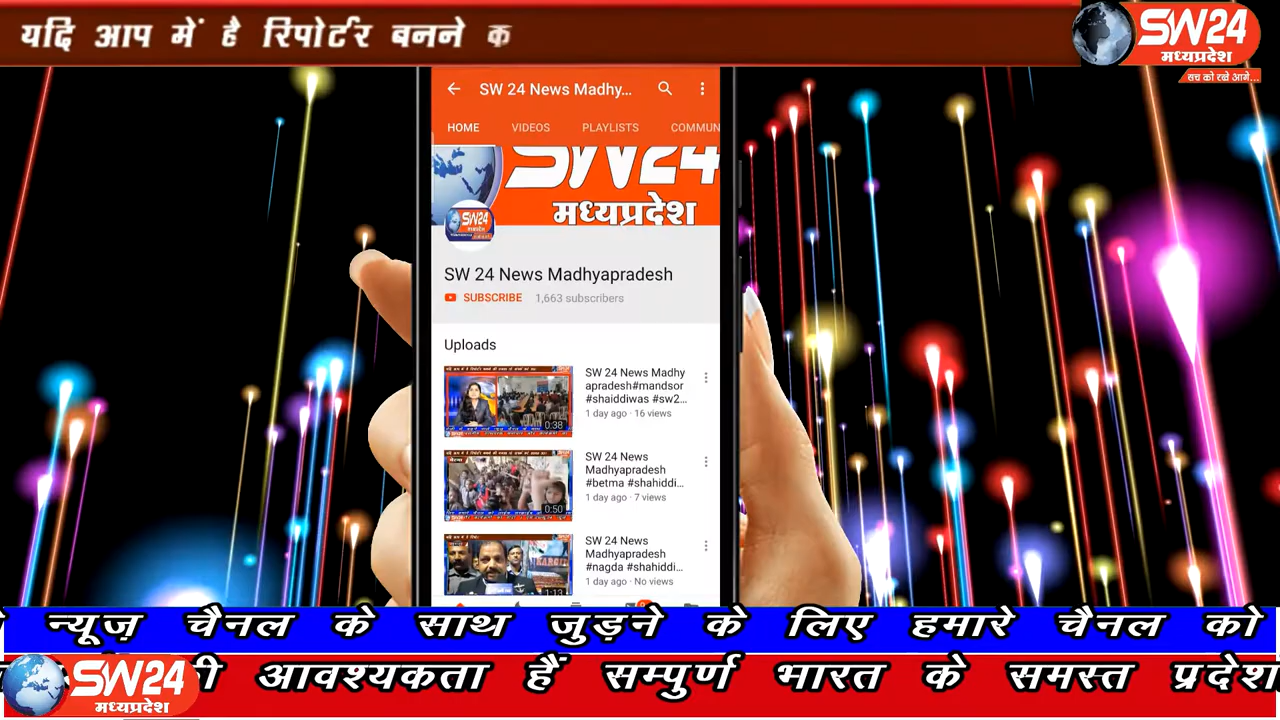 यदि आप में है रिपोर्टर बनने
SW24
मध्यप्रदेश
सच को रखे आगे...
SW 24 News Madhy...
HOME VIDEOS PLAYLISTS COMMUN
SW24
मध्यप्रदेश
SW24
SW 24 News Madhyapradesh
SUBSCRIBE 1,663 subscribers
Uploads
SW 24 News Madhy
apradesh#mandsor
#shaiddiwas #sw2...
1 day ago · 16 views
0:38
SW 24 News
Madhyapradesh
#betma #shahiddi...
1 day ago · 7 views
0:50
SW 24 News
Madhyapradesh
#nagda #shahiddi...
1 day ago · No views
1:13
न्यूज़ चैनल के साथ जुड़ने के लिए हमारे चैनल को
की आवश्यकता हैं सम्पुर्ण भारत के समस्त प्रदेश
SW24
मध्यप्रदेश